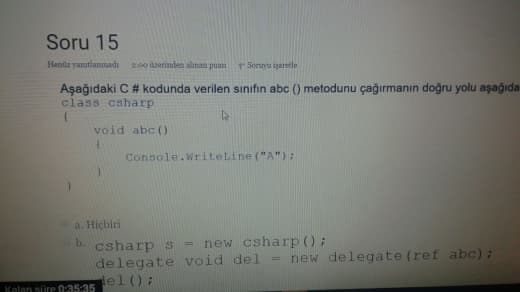 Soru 15
Henüz yanıtlanmadı 2,00 üzerinden alınan puan Soruyu işaretle
Aşağıdaki C # kodunda verilen sınıfın abc () metodunu çağırmanın doğru yolu aşağıda
class csharp
{
void abc()
{
Console.WriteLine("A");
}
}
a. Hiçbiri
b. csharp s = new csharp();
delegate void del = new delegate(ref abc);
del();
Kalan süre 0:35:35